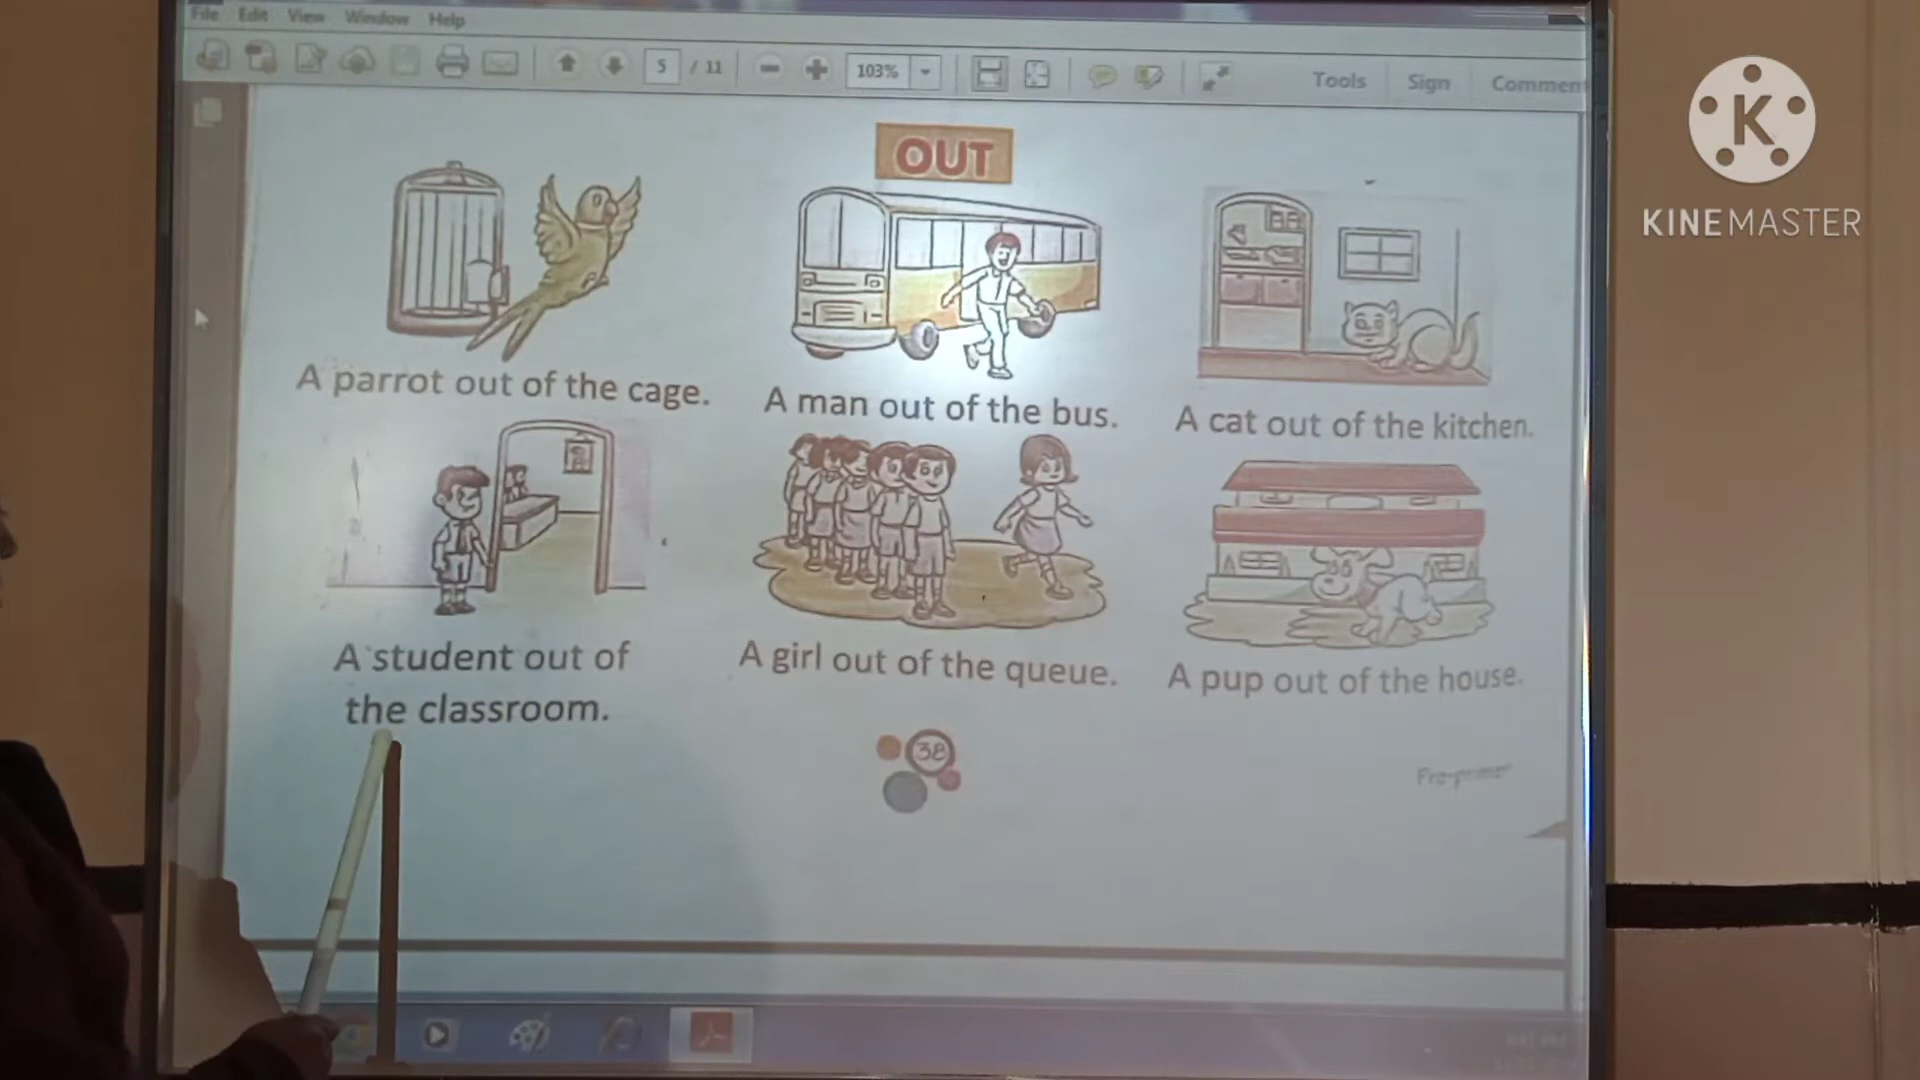 File Edit View Window Help
5 / 11 103% Tools Sign Commen
OUT
A parrot out of the cage.
A man out of the bus.
A cat out of the kitchen.
A student out of
the classroom.
A girl out of the queue.
A pup out of the house.
38
K
KINEMASTER